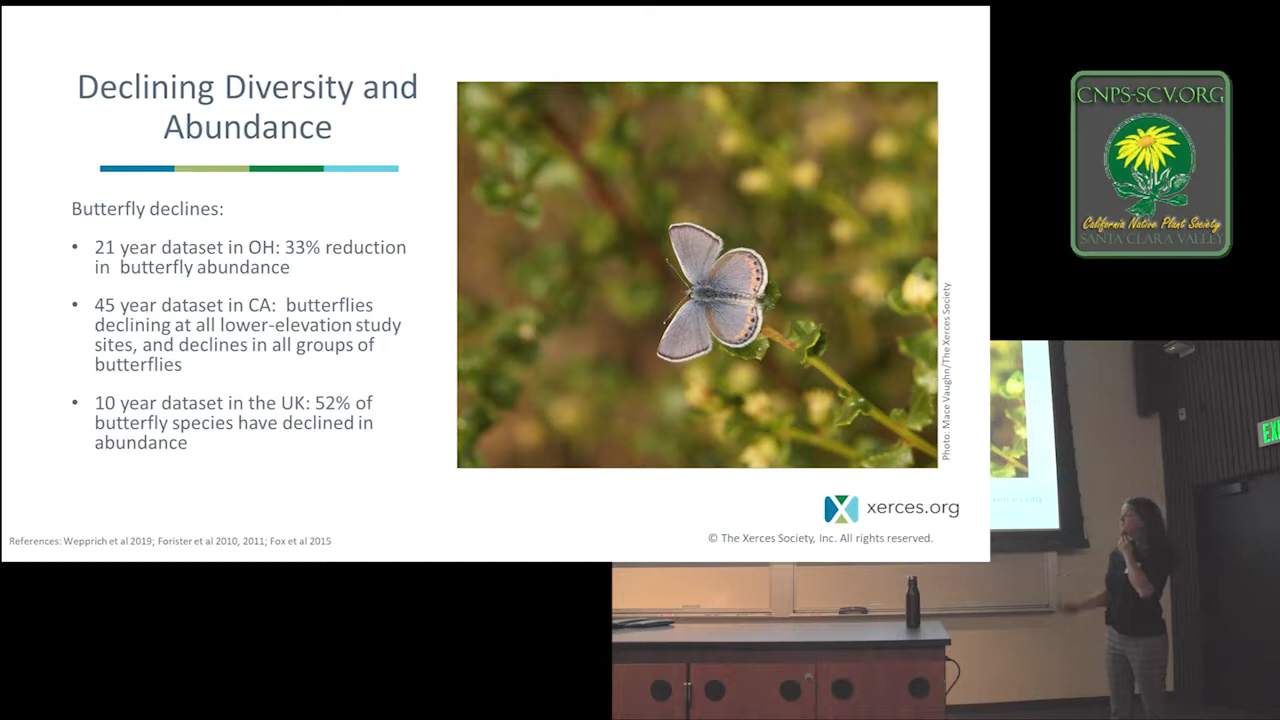 Declining Diversity and
Abundance
Butterfly declines:
• 21 year dataset in OH: 33% reduction
in butterfly abundance
• 45 year dataset in CA: butterflies
declining at all lower-elevation study
sites, and declines in all groups of
butterflies
• 10 year dataset in the UK: 52% of
butterfly species have declined in
abundance
References: Wepprich et al 2019; Forister et al 2010, 2011; Fox et al 2015
Photo: Mace Vaughn/The Xerces Society
xerces.org
© The Xerces Society, Inc. All rights reserved.
CNPS-SCV.ORG
California Native Plant Society
SANTA CLARA VALLEY